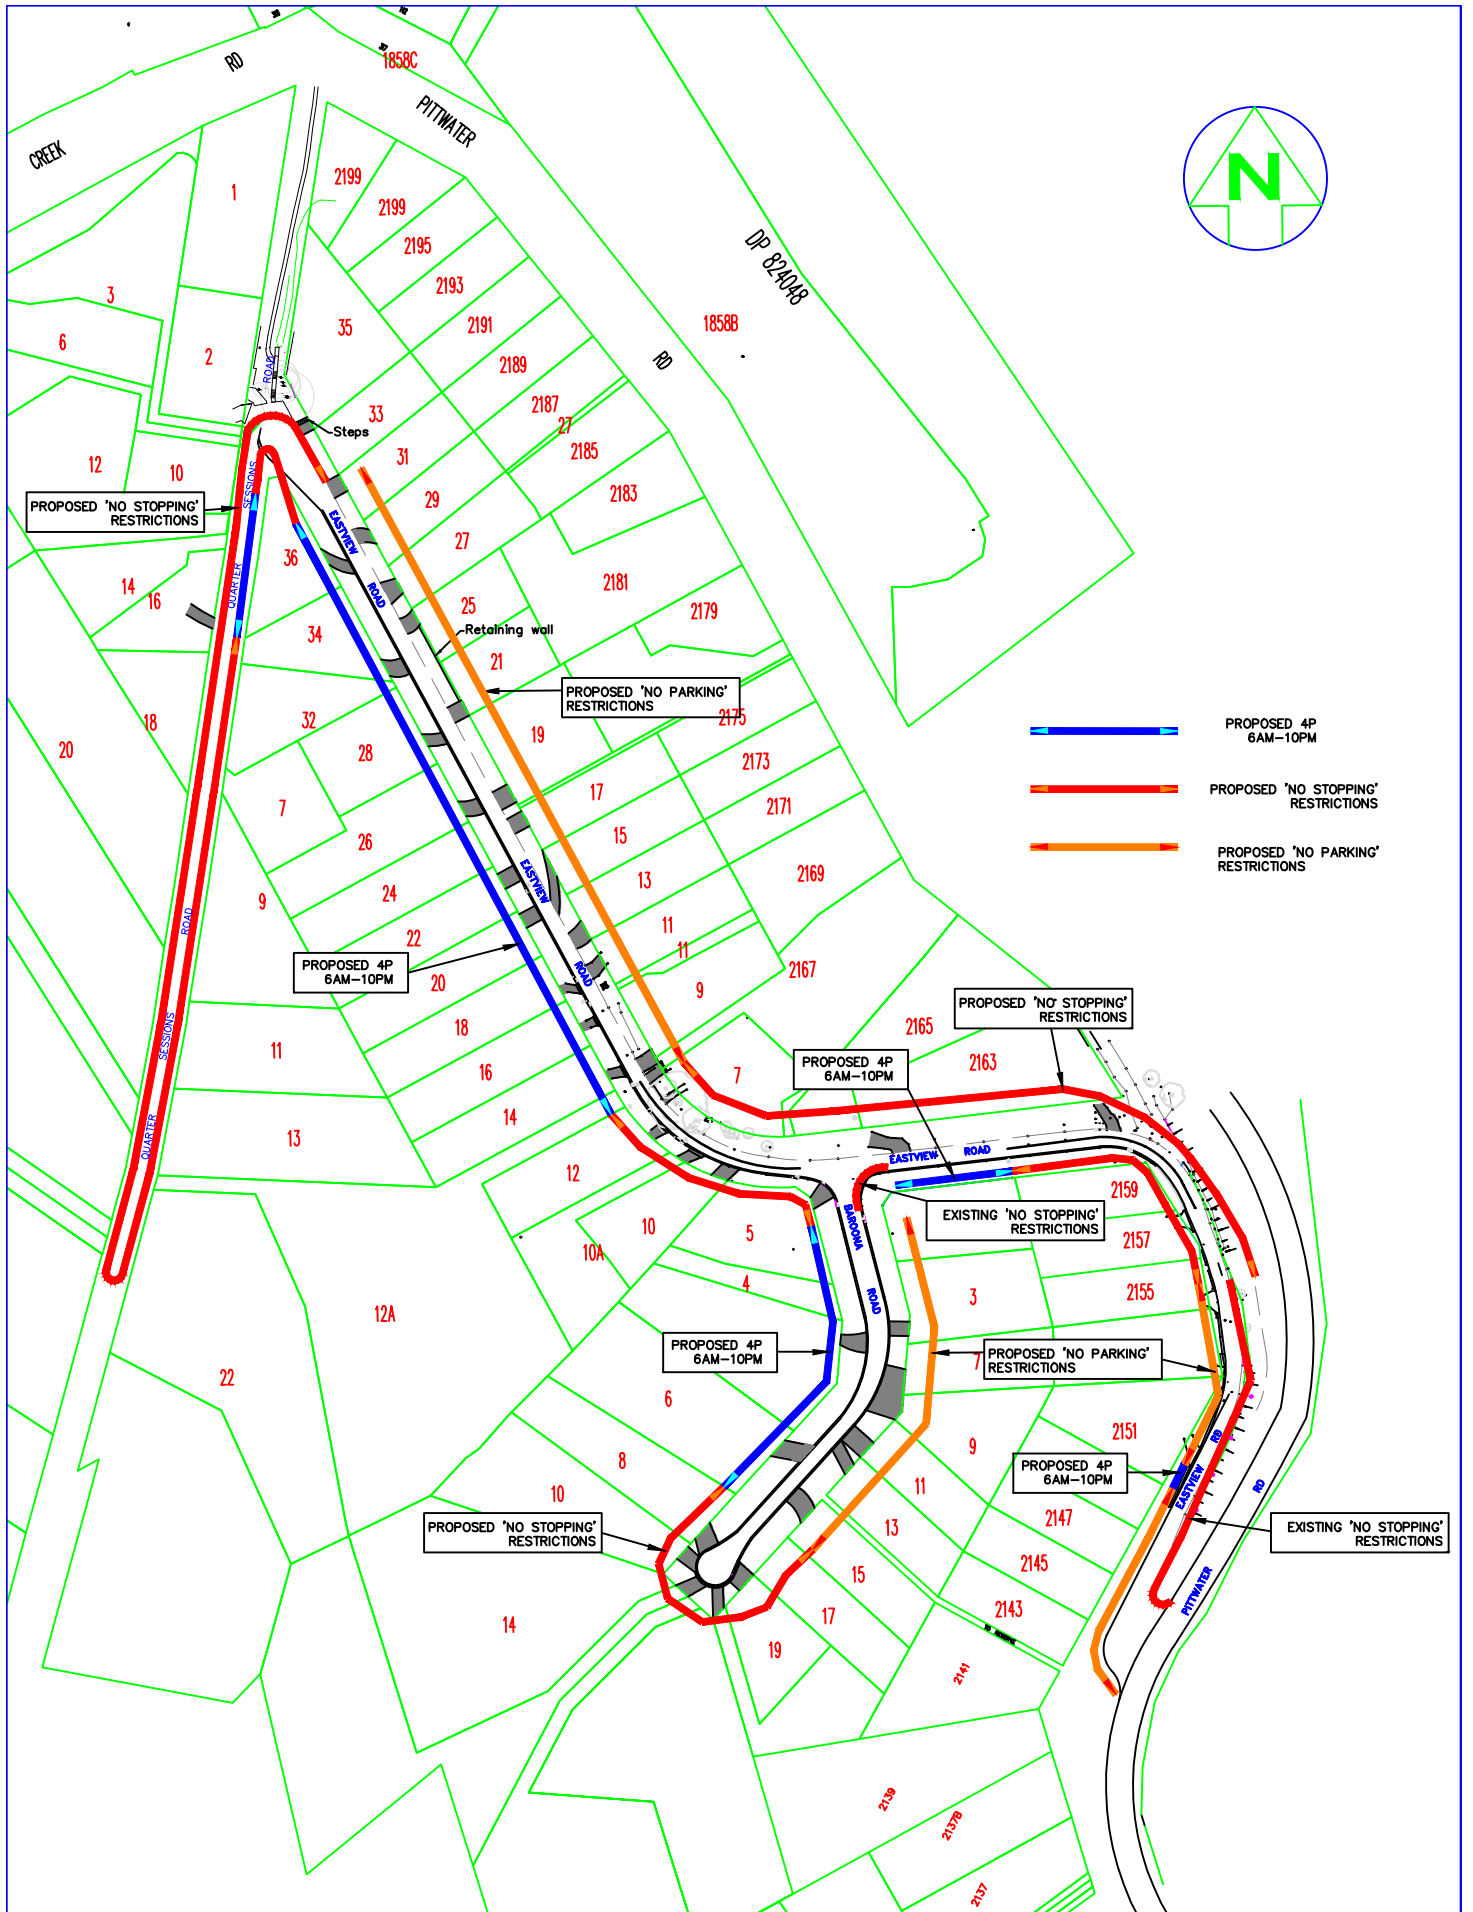 1858C
RD
PITTWATER
CREEK
N
1
2199
2199
2195
2193
2191
2189
2187
27
2185
2183
DP 824048
1858B
RD
3
6
2
35
ROAD
33
Steps
31
29
27
12
10
SESSIONS
PROPOSED 'NO STOPPING'
RESTRICTIONS
EASTVIEW
ROAD
36
34
QUARTER
14
16
25
Retaining wall
21
2181
2179
PROPOSED 'NO PARKING'
RESTRICTIONS
2175
19
2173
2171
2169
2167
18
20
32
28
7
26
24
9
22
17
15
13
11
11
9
PROPOSED 4P
6AM-10PM
PROPOSED 'NO STOPPING'
RESTRICTIONS
PROPOSED 'NO PARKING'
RESTRICTIONS
EASTVIEW
ROAD
ROAD
PROPOSED 4P
6AM-10PM
20
18
16
14
12
SESSIONS
QUARTER
11
13
7
2165
2163
PROPOSED 'NO STOPPING'
RESTRICTIONS
PROPOSED 4P
6AM-10PM
EASTVIEW
ROAD
EXISTING 'NO STOPPING'
RESTRICTIONS
BAROONA
ROAD
2159
2157
2155
10
10A
5
4
12A
22
3
7
PROPOSED 4P
6AM-10PM
PROPOSED 'NO PARKING'
RESTRICTIONS
6
8
10
9
11
13
15
17
19
2151
2147
2145
2143
2141
PROPOSED 4P
6AM-10PM
EASTVIEW
RD
PROPOSED 'NO STOPPING'
RESTRICTIONS
EXISTING 'NO STOPPING'
RESTRICTIONS
PITTWATER
RD
14
2139
2137B
2137